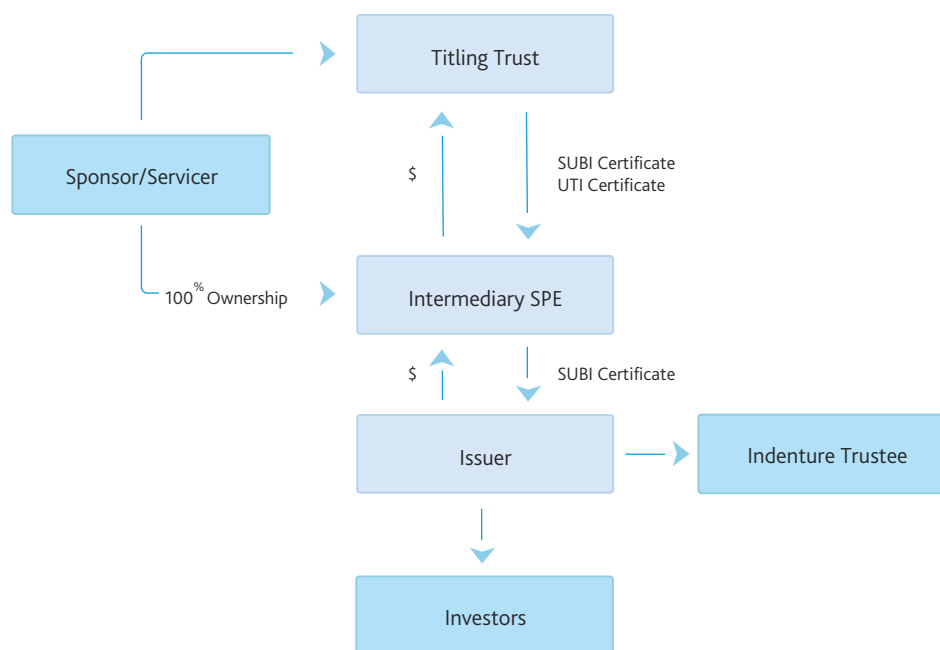 Titling Trust
Sponsor/Servicer
$
SUBI Certificate
UTI Certificate
100% Ownership
Intermediary SPE
$
SUBI Certificate
Issuer
Indenture Trustee
Investors